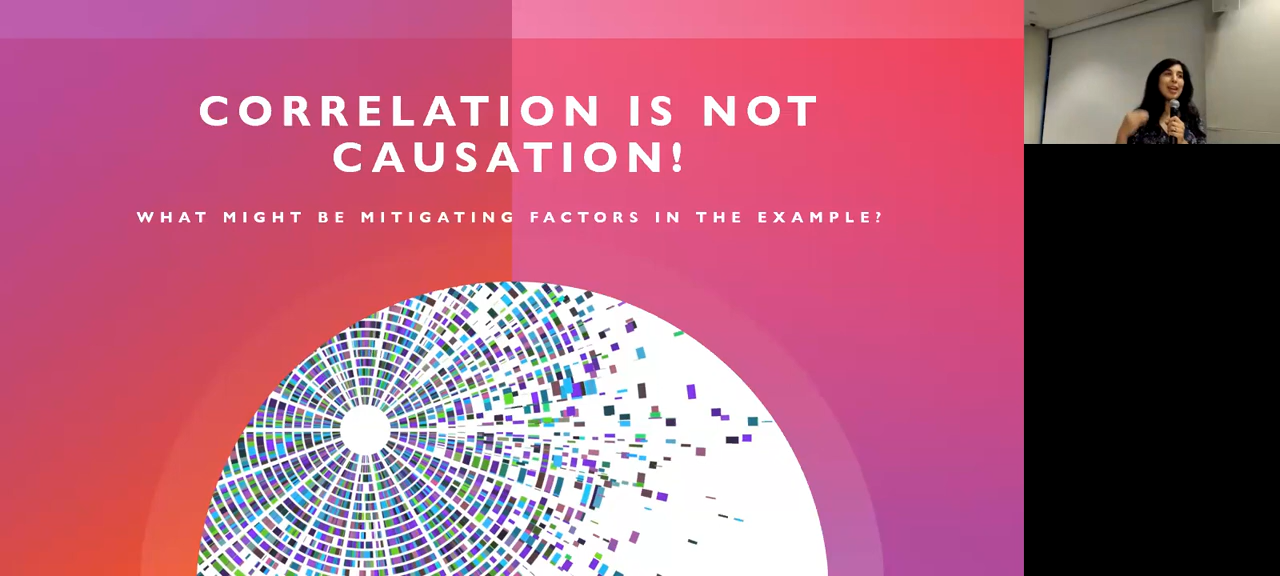 CORRELATION IS NOT
CAUSATION!
WHAT MIGHT BE MITIGATING FACTORS IN THE EXAMPLE?